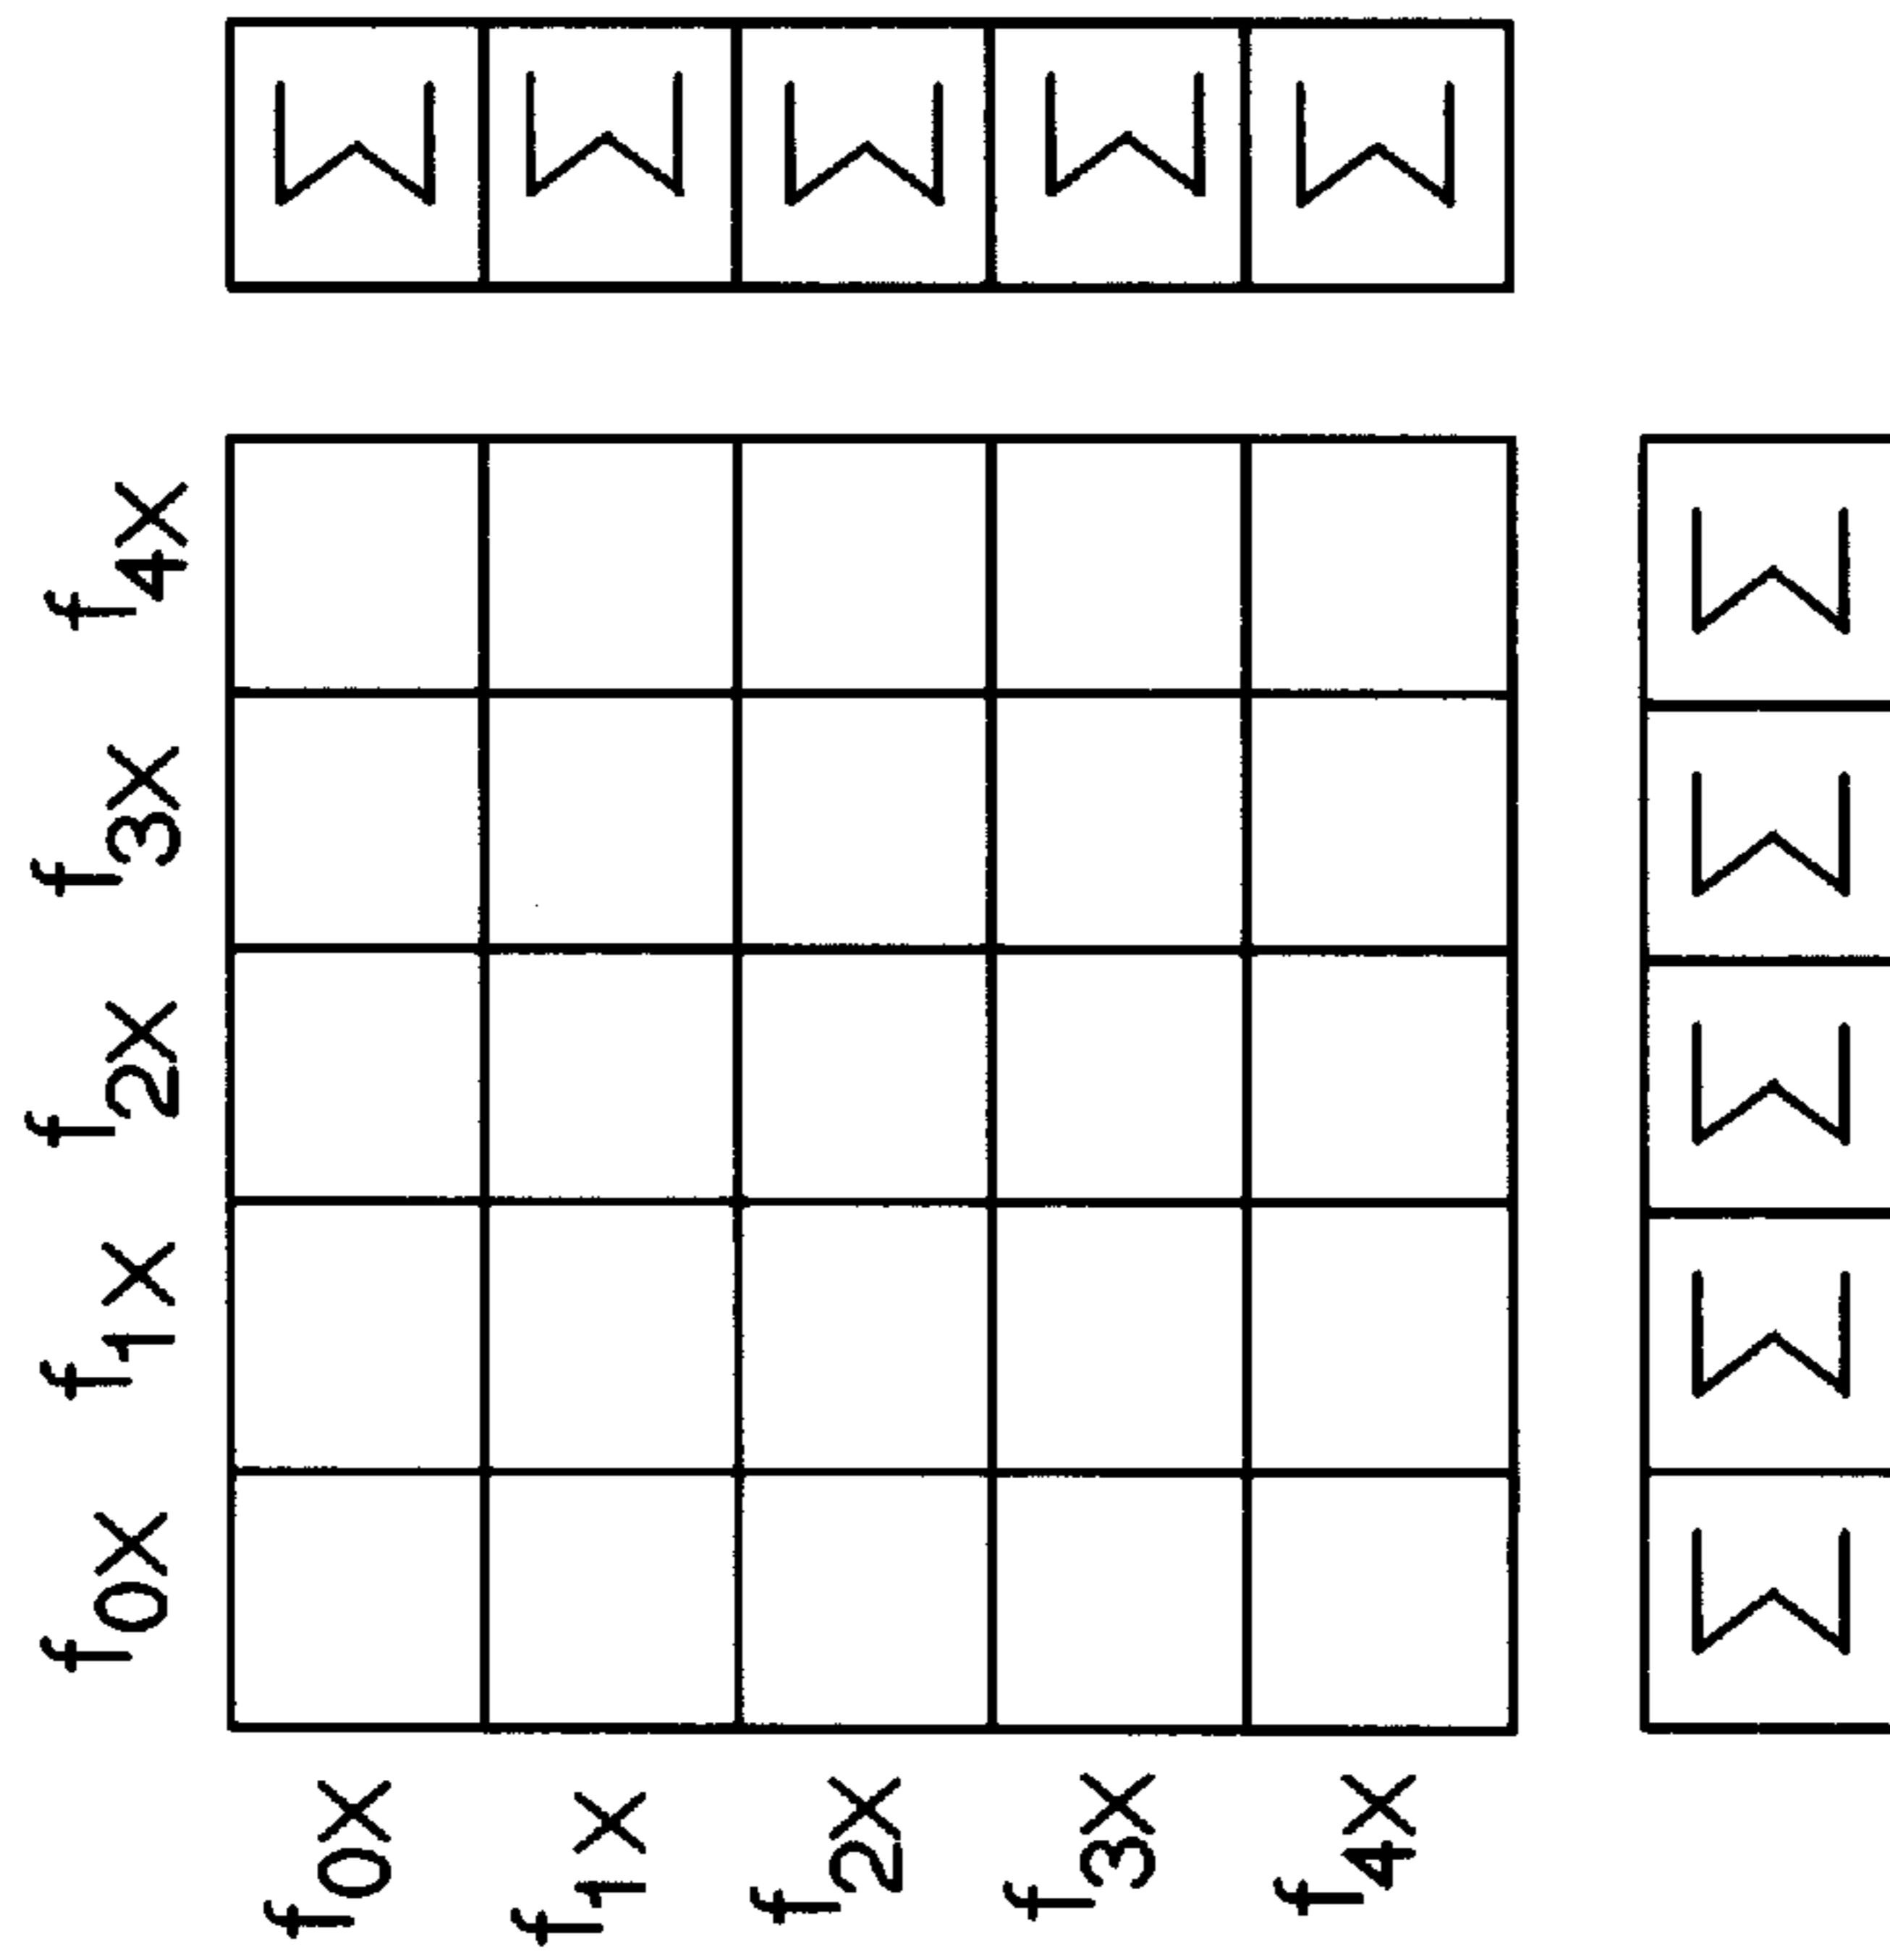 f0X f1X f2X f3X f4X
f0X Σ
f1X Σ
f2X Σ
f3X Σ
f4X Σ
Σ Σ Σ Σ Σ